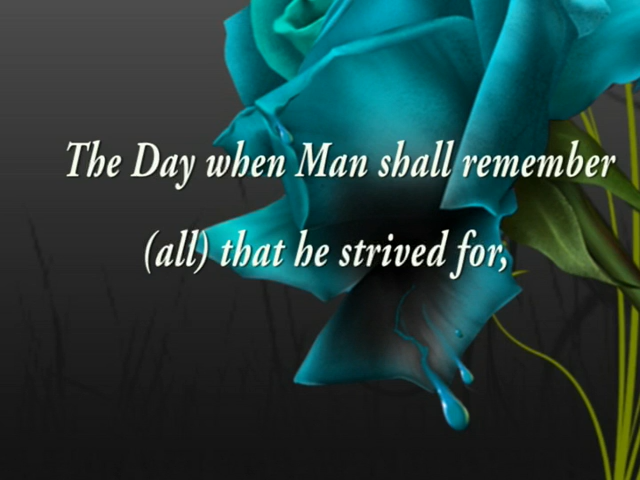 The Day when Man shall remember
(all) that he strived for,